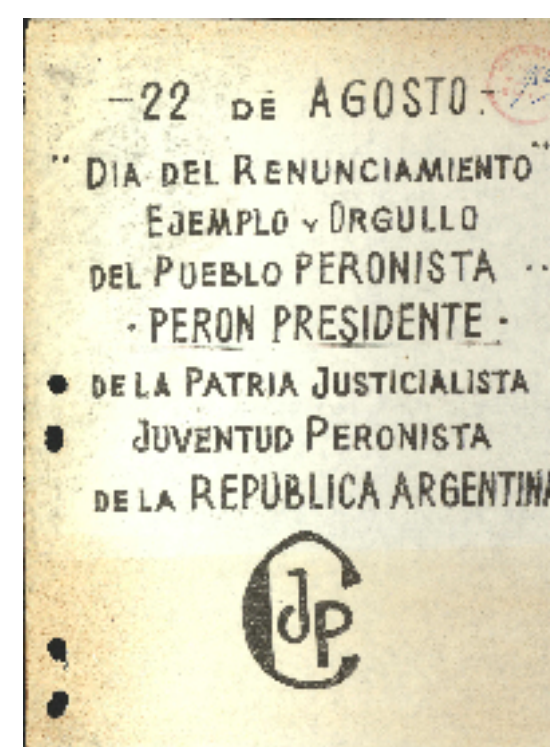 -22 DE AGOSTO.-
"DIA DEL RENUNCIAMIENTO"
EJEMPLO Y ORGULLO
DEL PUEBLO PERONISTA ..
· PERON PRESIDENTE ·
DE LA PATRIA JUSTICIALISTA
JUVENTUD PERONISTA
DE LA REPUBLICA ARGENTINA
CJP